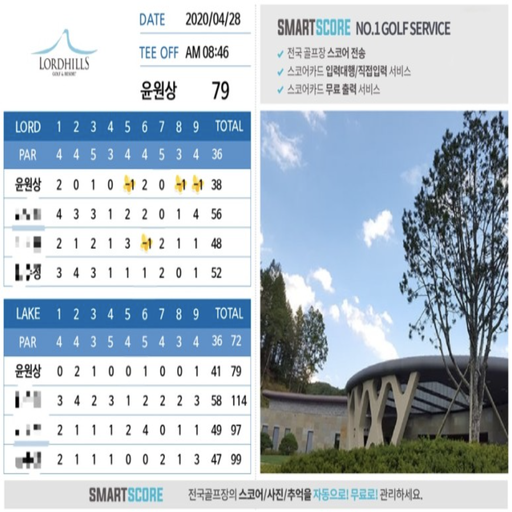 LORDHILLS
GOLF & RESORT
DATE 2020/04/28
TEE OFF AM 08:46
윤원상 79
LORD 1 2 3 4 5 6 7 8 9 TOTAL
PAR 4 4 5 3 4 4 5 3 4 36
윤원상 2 0 1 0 -1 2 0 -1 -1 38
4 3 3 1 2 2 0 1 4 56
2 1 2 1 3 -1 2 1 1 48
정 3 4 3 1 1 1 2 0 1 52
LAKE 1 2 3 4 5 6 7 8 9 TOTAL
PAR 4 4 3 5 4 5 4 3 4 36 72
윤원상 0 2 1 0 0 1 0 0 1 41 79
3 4 2 3 1 2 2 2 3 58 114
2 1 1 1 2 4 0 1 1 49 97
2 1 1 1 0 0 2 1 3 47 99
SMARTSCORE NO.1 GOLF SERVICE
✓ 전국 골프장 스코어 전송
✓ 스코어카드 입력대행/직접입력 서비스
✓ 스코어카드 무료 출력 서비스
SMARTSCORE 전국골프장의 스코어/사진/추억을 자동으로! 무료로! 관리하세요.